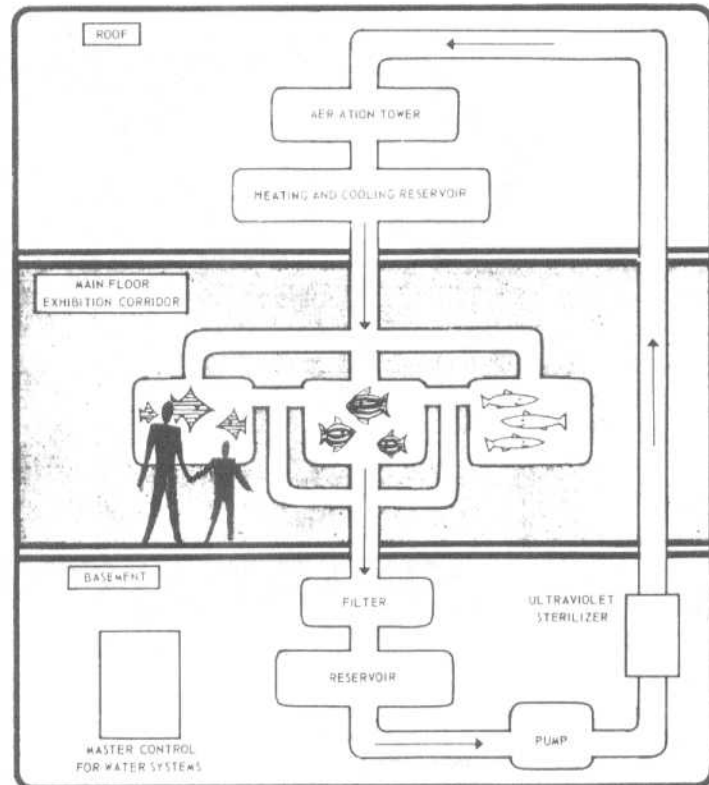 ROOF
AERATION TOWER
HEATING AND COOLING RESERVOIR
MAIN FLOOR
EXHIBITION CORRIDOR
BASEMENT
FILTER
ULTRAVIOLET
STERILIZER
RESERVOIR
PUMP
MASTER CONTROL
FOR WATER SYSTEMS